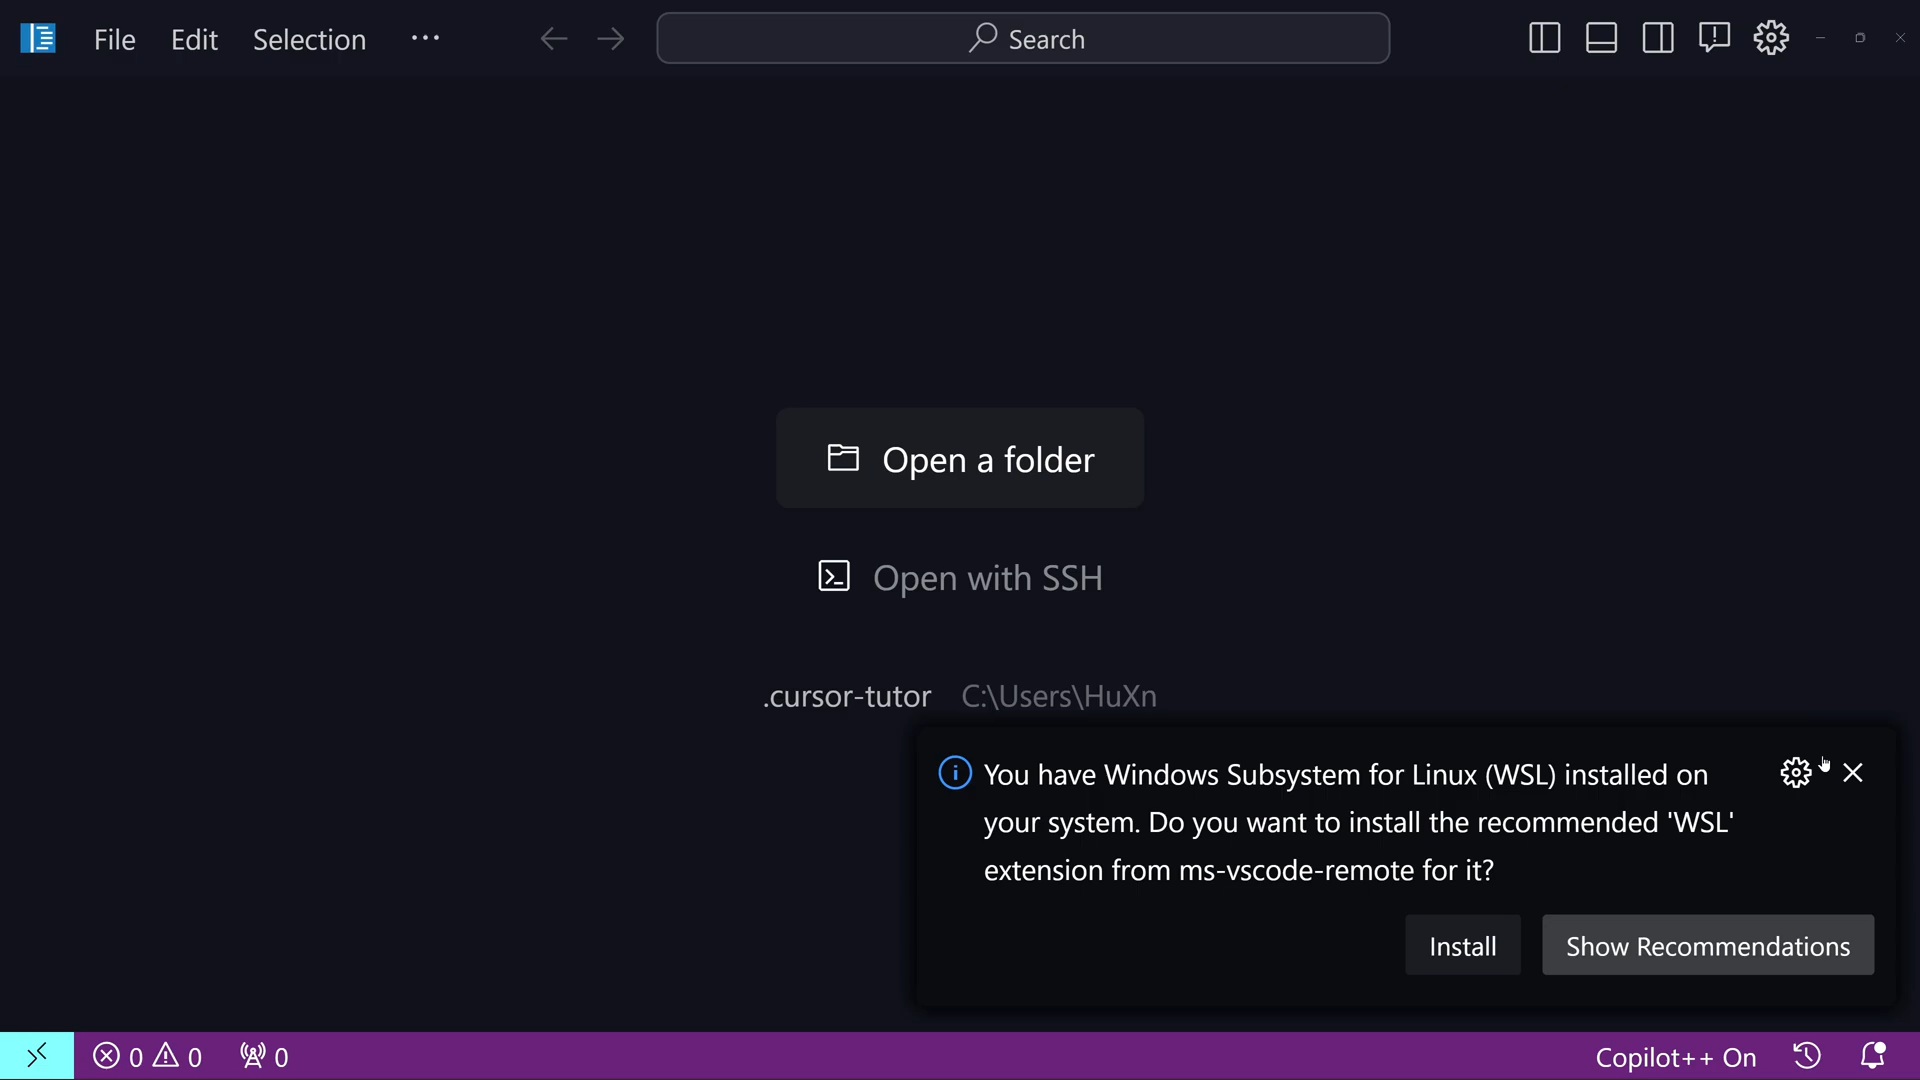 File Edit Selection ··· Search
Open a folder
Open with SSH
.cursor-tutor C:\Users\HuXn
You have Windows Subsystem for Linux (WSL) installed on
your system. Do you want to install the recommended 'WSL'
extension from ms-vscode-remote for it?
Install Show Recommendations
0 0 0 Copilot++ On